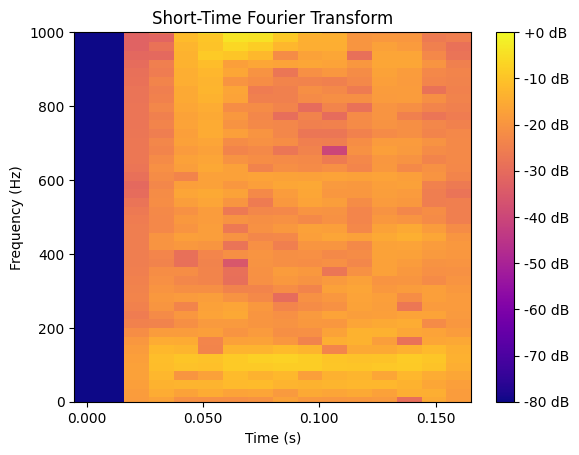 Short-Time Fourier Transform
1000
800
600
400
200
0
Frequency (Hz)
0.000
0.050
0.100
0.150
Time (s)
+0 dB
-10 dB
-20 dB
-30 dB
-40 dB
-50 dB
-60 dB
-70 dB
-80 dB